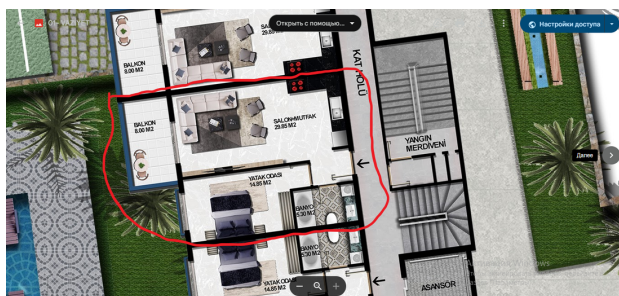 Открыть с помощью...
Настройки доступа
SALON+
29.85 M2
BALKON
8.00 M2
KAT HOLÜ
BALKON
8.00 M2
SALON+MUTFAK
29.85 M2
YANGIN
MERDİVENİ
Далее
YATAK ODASI
14.85 M2
BANYO
5.30 M2
BANYO
5.30 M2
YATAK ODASI
14.85 M2
ASANSÖR